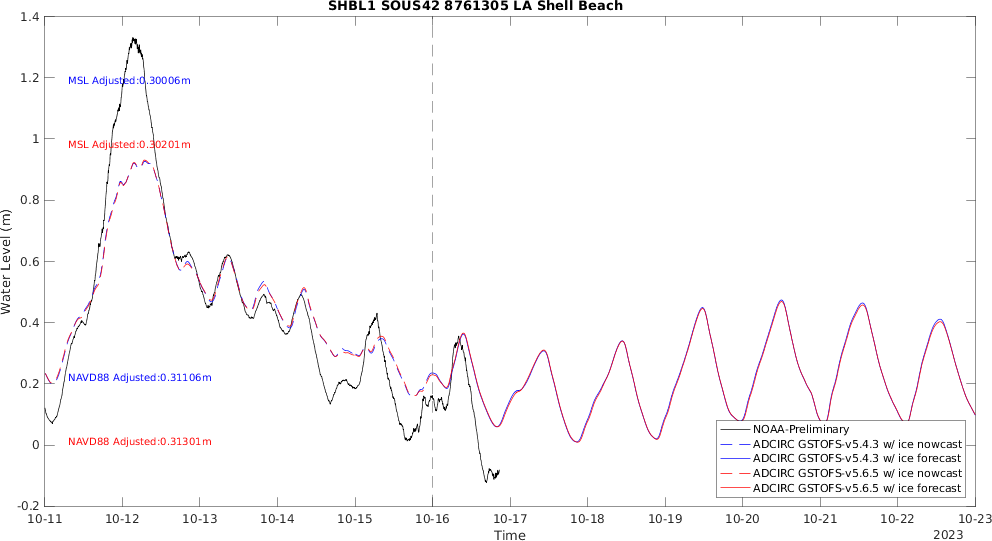 SHBL1 SOUS42 8761305 LA Shell Beach
1.4
1.2
1
0.8
0.6
0.4
0.2
0
-0.2
Water Level (m)
MSL Adjusted:0.30006m
MSL Adjusted:0.30201m
NAVD88 Adjusted:0.31106m
NAVD88 Adjusted:0.31301m
NOAA-Preliminary
ADCIRC GSTOFS-v5.4.3 w/ ice nowcast
ADCIRC GSTOFS-v5.4.3 w/ ice forecast
ADCIRC GSTOFS-v5.6.5 w/ ice nowcast
ADCIRC GSTOFS-v5.6.5 w/ ice forecast
10-11 10-12 10-13 10-14 10-15 10-16 10-17 10-18 10-19 10-20 10-21 10-22 10-23
Time
2023